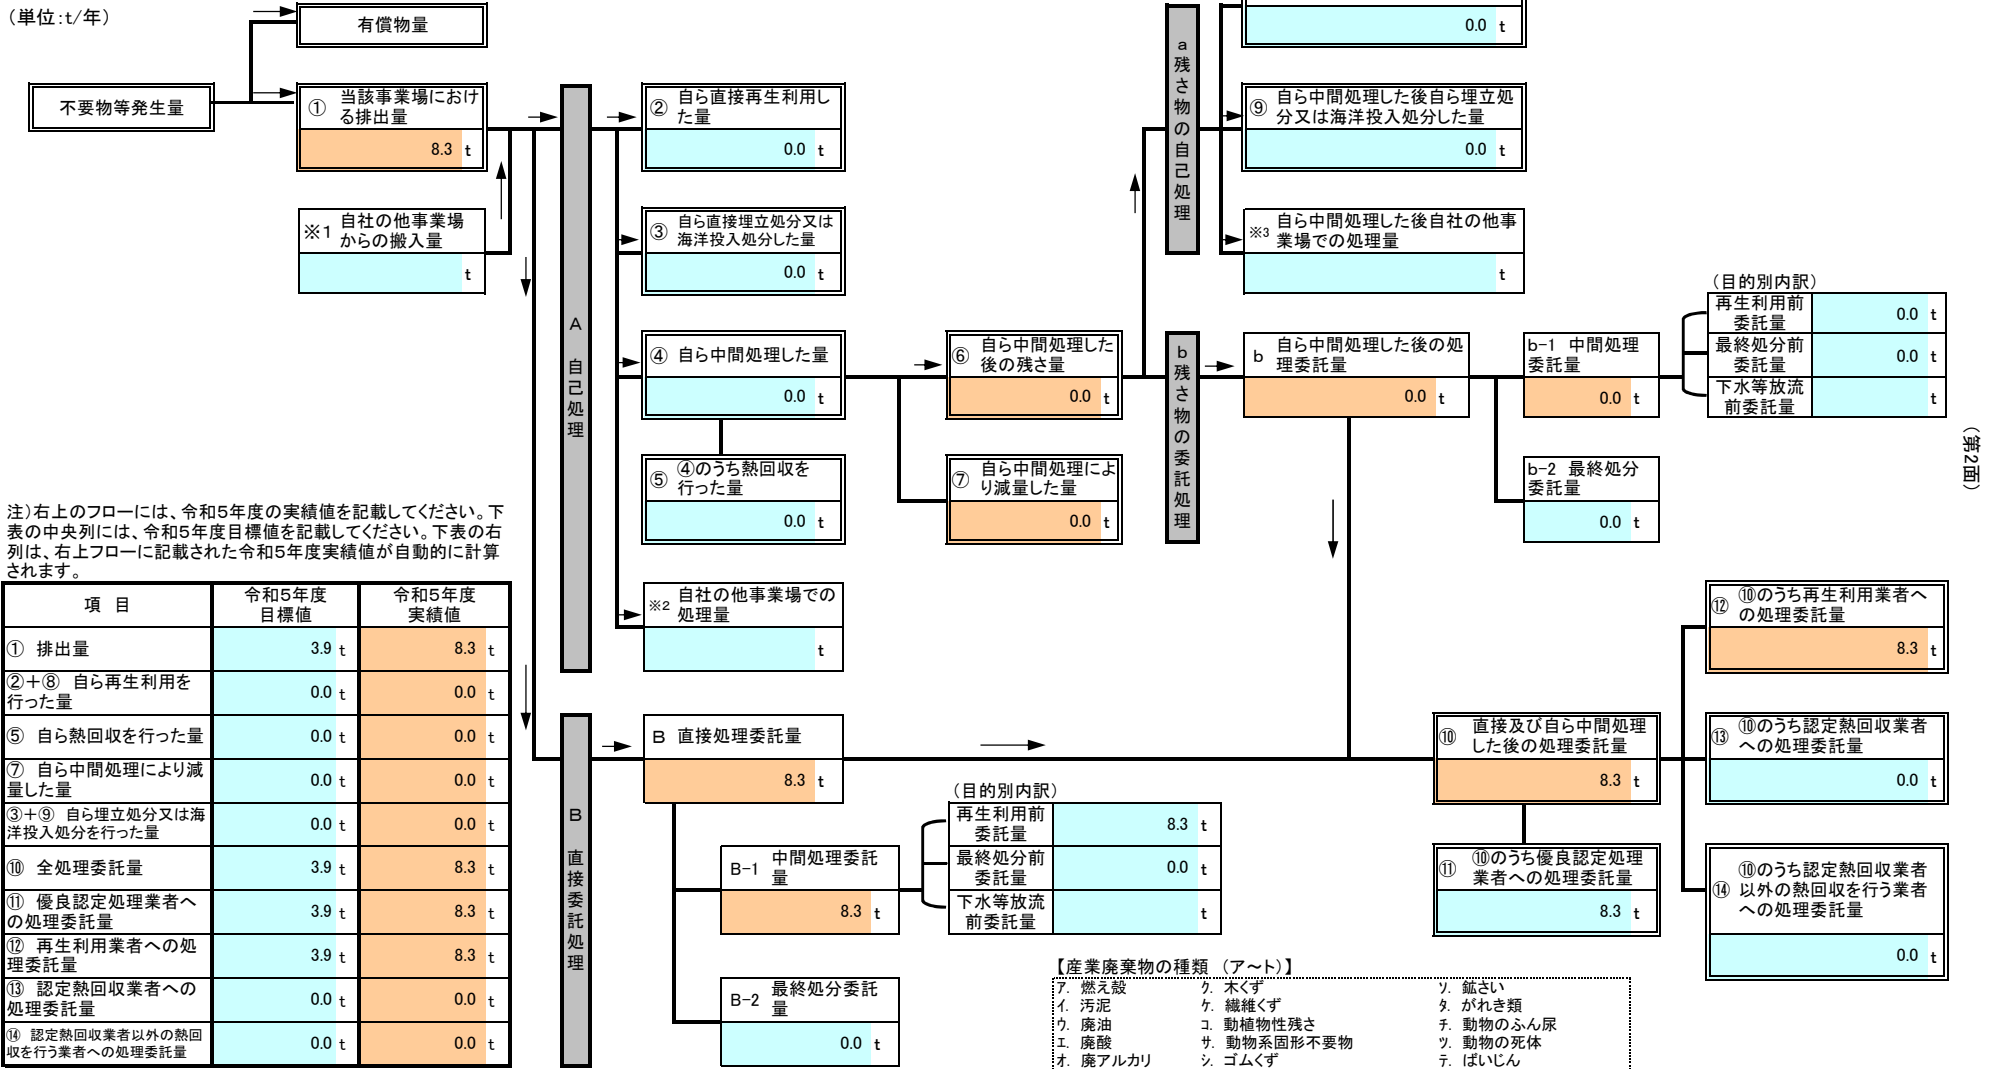 （単位:t/年）
有償物量
不要物等発生量
① 当該事業場におけ
る排出量
8.3 t
※1 自社の他事業場
からの搬入量
t
A 自己処理
② 自ら直接再生利用し
た量
0.0 t
③ 自ら直接埋立処分又は
海洋投入処分した量
0.0 t
④ 自ら中間処理した量
0.0 t
⑤ ④のうち熱回収を
行った量
0.0 t
※2 自社の他事業場での
処理量
t
⑥ 自ら中間処理した
後の残さ量
0.0 t
⑦ 自ら中間処理によ
り減量した量
0.0 t
a 残さ物の自己処理
0.0 t
⑨ 自ら中間処理した後自ら埋立処
分又は海洋投入処分した量
0.0 t
※3 自ら中間処理した後自社の他事
業場での処理量
t
b 残さ物の委託処理
b 自ら中間処理した後の処
理委託量
0.0 t
b-1 中間処理
委託量
0.0 t
b-2 最終処分
委託量
0.0 t
（目的別内訳）
再生利用前
委託量
0.0 t
最終処分前
委託量
0.0 t
下水等放流
前委託量
t
（第2面）
注）右上のフローには、令和5年度の実績値を記載してください。下
表の中央列には、令和5年度目標値を記載してください。下表の右
列は、右上フローに記載された令和5年度実績値が自動的に計算
されます。
項 目 令和5年度 目標値 令和5年度 実績値
① 排出量 3.9 t 8.3 t
②＋⑧ 自ら再生利用を
行った量 0.0 t 0.0 t
⑤ 自ら熱回収を行った量 0.0 t 0.0 t
⑦ 自ら中間処理により減
量した量 0.0 t 0.0 t
③＋⑨ 自ら埋立処分又は海
洋投入処分を行った量 0.0 t 0.0 t
⑩ 全処理委託量 3.9 t 8.3 t
⑪ 優良認定処理業者へ
の処理委託量 3.9 t 8.3 t
⑫ 再生利用業者への処
理委託量 3.9 t 8.3 t
⑬ 認定熱回収業者への
処理委託量 0.0 t 0.0 t
⑭ 認定熱回収業者以外の熱回
収を行う業者への処理委託量 0.0 t 0.0 t
B 直接委託処理
B 直接処理委託量
8.3 t
B-1 中間処理委託
量
8.3 t
B-2 最終処分委託
量
0.0 t
（目的別内訳）
再生利用前
委託量
8.3 t
最終処分前
委託量
0.0 t
下水等放流
前委託量
t
⑩ 直接及び自ら中間処理
した後の処理委託量
8.3 t
⑪ ⑩のうち優良認定処理
業者への処理委託量
8.3 t
⑫ ⑩のうち再生利用業者へ
の処理委託量
8.3 t
⑬ ⑩のうち認定熱回収業者
への処理委託量
0.0 t
⑭ ⑩のうち認定熱回収業者
以外の熱回収を行う業者
への処理委託量
0.0 t
【産業廃棄物の種類 （ア～ト）】
ア. 燃え殻 ク. 木くず ソ. 鉱さい
イ. 汚泥 ケ. 繊維くず タ. がれき類
ウ. 廃油 コ. 動植物性残さ チ. 動物のふん尿
エ. 廃酸 サ. 動物系固形不要物 ツ. 動物の死体
オ. 廃アルカリ シ. ゴムくず テ. ばいじん